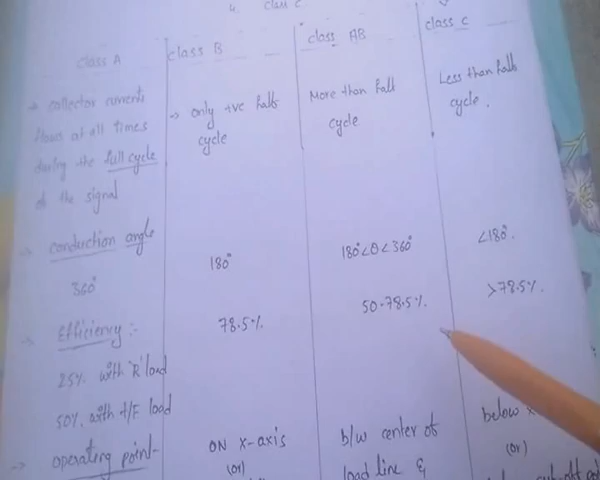 4. class C
class A
class B
class AB
class C
→ collector current
flows at all times
during the full cycle
of the signal
→ only +ve half
cycle
More than half
cycle
Less than half
cycle.
→ conduction angle
360°
180°
180°<θ<360°
<180°.
→ Efficiency :-
25% with 'R' load
50% with t/F load
78.5%
50-78.5%.
>78.5%.
→ operating point-
ON x-axis
(or)
b/w center of
load line &
below
(or)